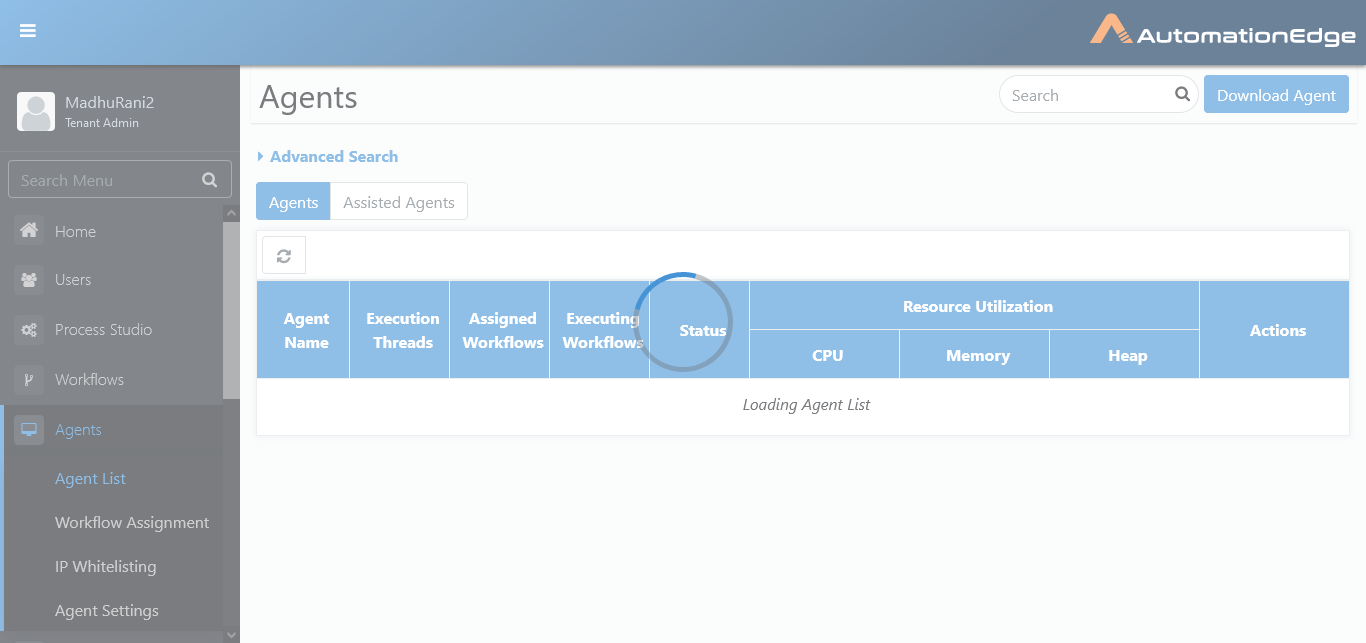 AutomationEdge
MadhuRani2
Tenant Admin
Search Menu
Home
Users
Process Studio
Workflows
Agents
Agent List
Workflow Assignment
IP Whitelisting
Agent Settings
Agents
Search
Download Agent
Advanced Search
Agents
Assisted Agents
Agent
Name
Execution
Threads
Assigned
Workflows
Executing
Workflows
Status
Resource Utilization
CPU
Memory
Heap
Actions
Loading Agent List